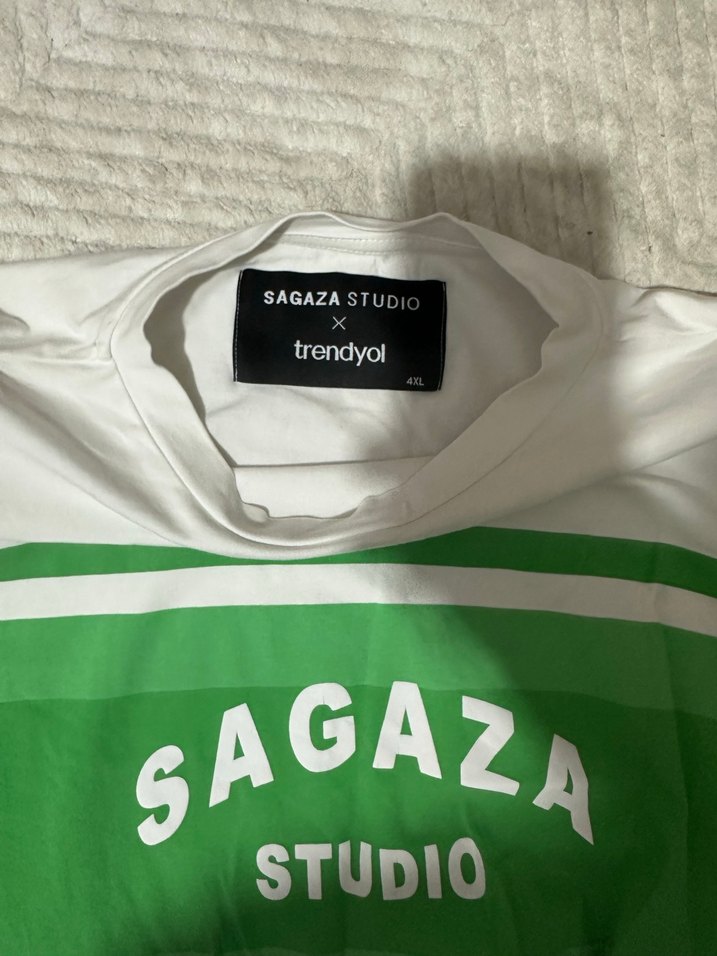 SAGAZA STUDIO
×
trendyol
4XL
SAGAZA
STUDIO